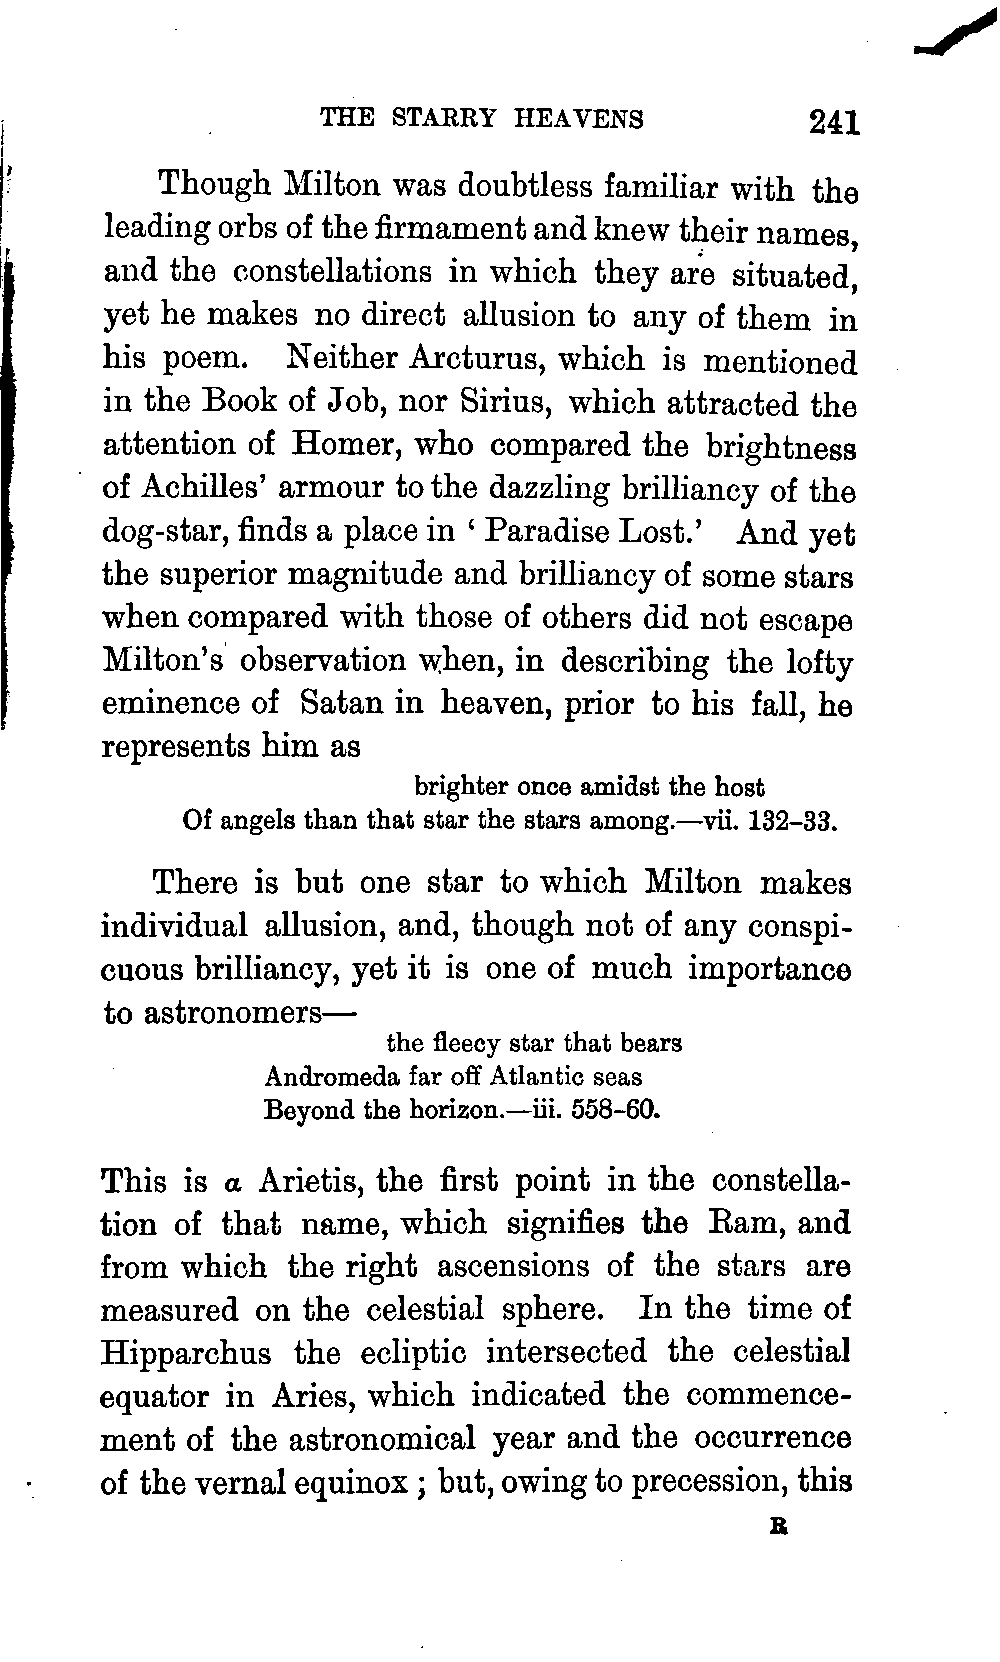 THE STARRY HEAVENS 241
Though Milton was doubtless familiar with the
leading orbs of the firmament and knew their names,
and the constellations in which they are situated,
yet he makes no direct allusion to any of them in
his poem. Neither Arcturus, which is mentioned
in the Book of Job, nor Sirius, which attracted the
attention of Homer, who compared the brightness
of Achilles' armour to the dazzling brilliancy of the
dog-star, finds a place in ‘ Paradise Lost.’ And yet
the superior magnitude and brilliancy of some stars
when compared with those of others did not escape
Milton's observation when, in describing the lofty
eminence of Satan in heaven, prior to his fall, he
represents him as
brighter once amidst the host
Of angels than that star the stars among.—vii. 132-33.
There is but one star to which Milton makes
individual allusion, and, though not of any conspi-
cuous brilliancy, yet it is one of much importance
to astronomers—
the fleecy star that bears
Andromeda far off Atlantic seas
Beyond the horizon.—iii. 558-60.
This is α Arietis, the first point in the constella-
tion of that name, which signifies the Ram, and
from which the right ascensions of the stars are
measured on the celestial sphere. In the time of
Hipparchus the ecliptic intersected the celestial
equator in Aries, which indicated the commence-
ment of the astronomical year and the occurrence
of the vernal equinox ; but, owing to precession, this
R